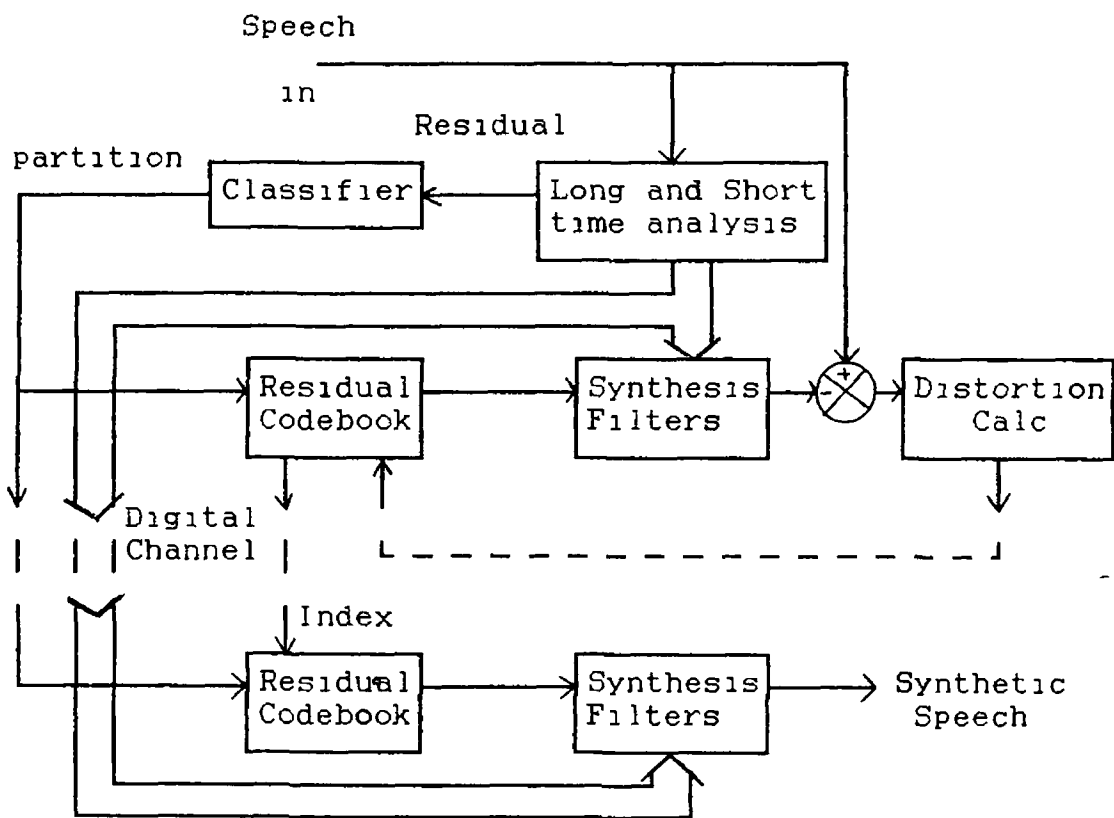 Speech
in
Residual
partition
Classifier
Long and Short
time analysis
Residual
Codebook
Synthesis
Filters
+
-
Distortion
Calc
Digital
Channel
Index
Residual
Codebook
Synthesis
Filters
Synthetic
Speech